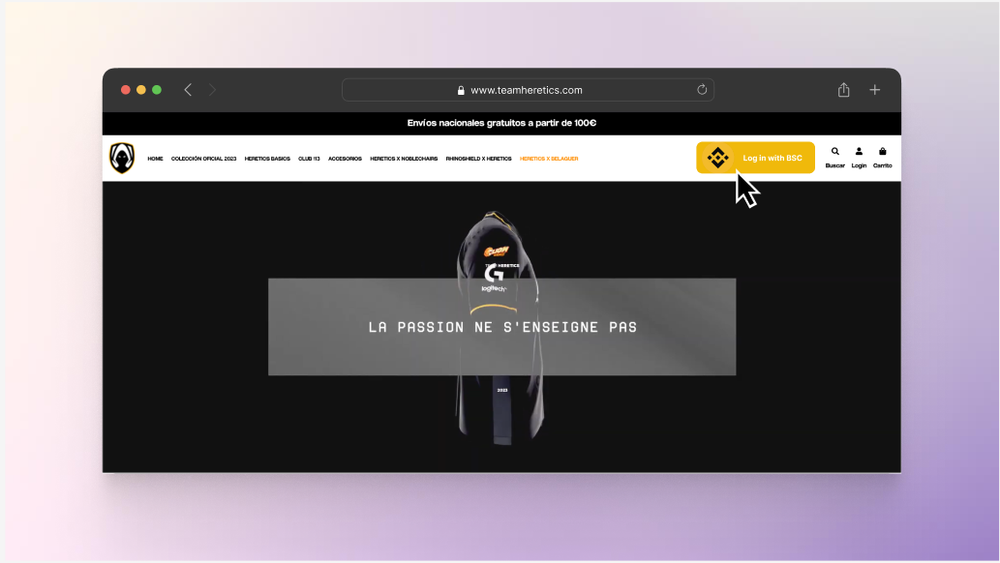 www.teamheretics.com
Envíos nacionales gratuitos a partir de 100€
HOME COLECCIÓN OFICIAL 2023 HERETICS BASICS CLUB !13 ACCESORIOS HERETICS X NOBLECHAIRS RHINOSHIELD X HERETICS HERETICS X BELAGUER
Log in with BSC
Buscar Login Carrito
TEAM HERETICS
G
logitech
LA PASSION NE S'ENSEIGNE PAS
2023